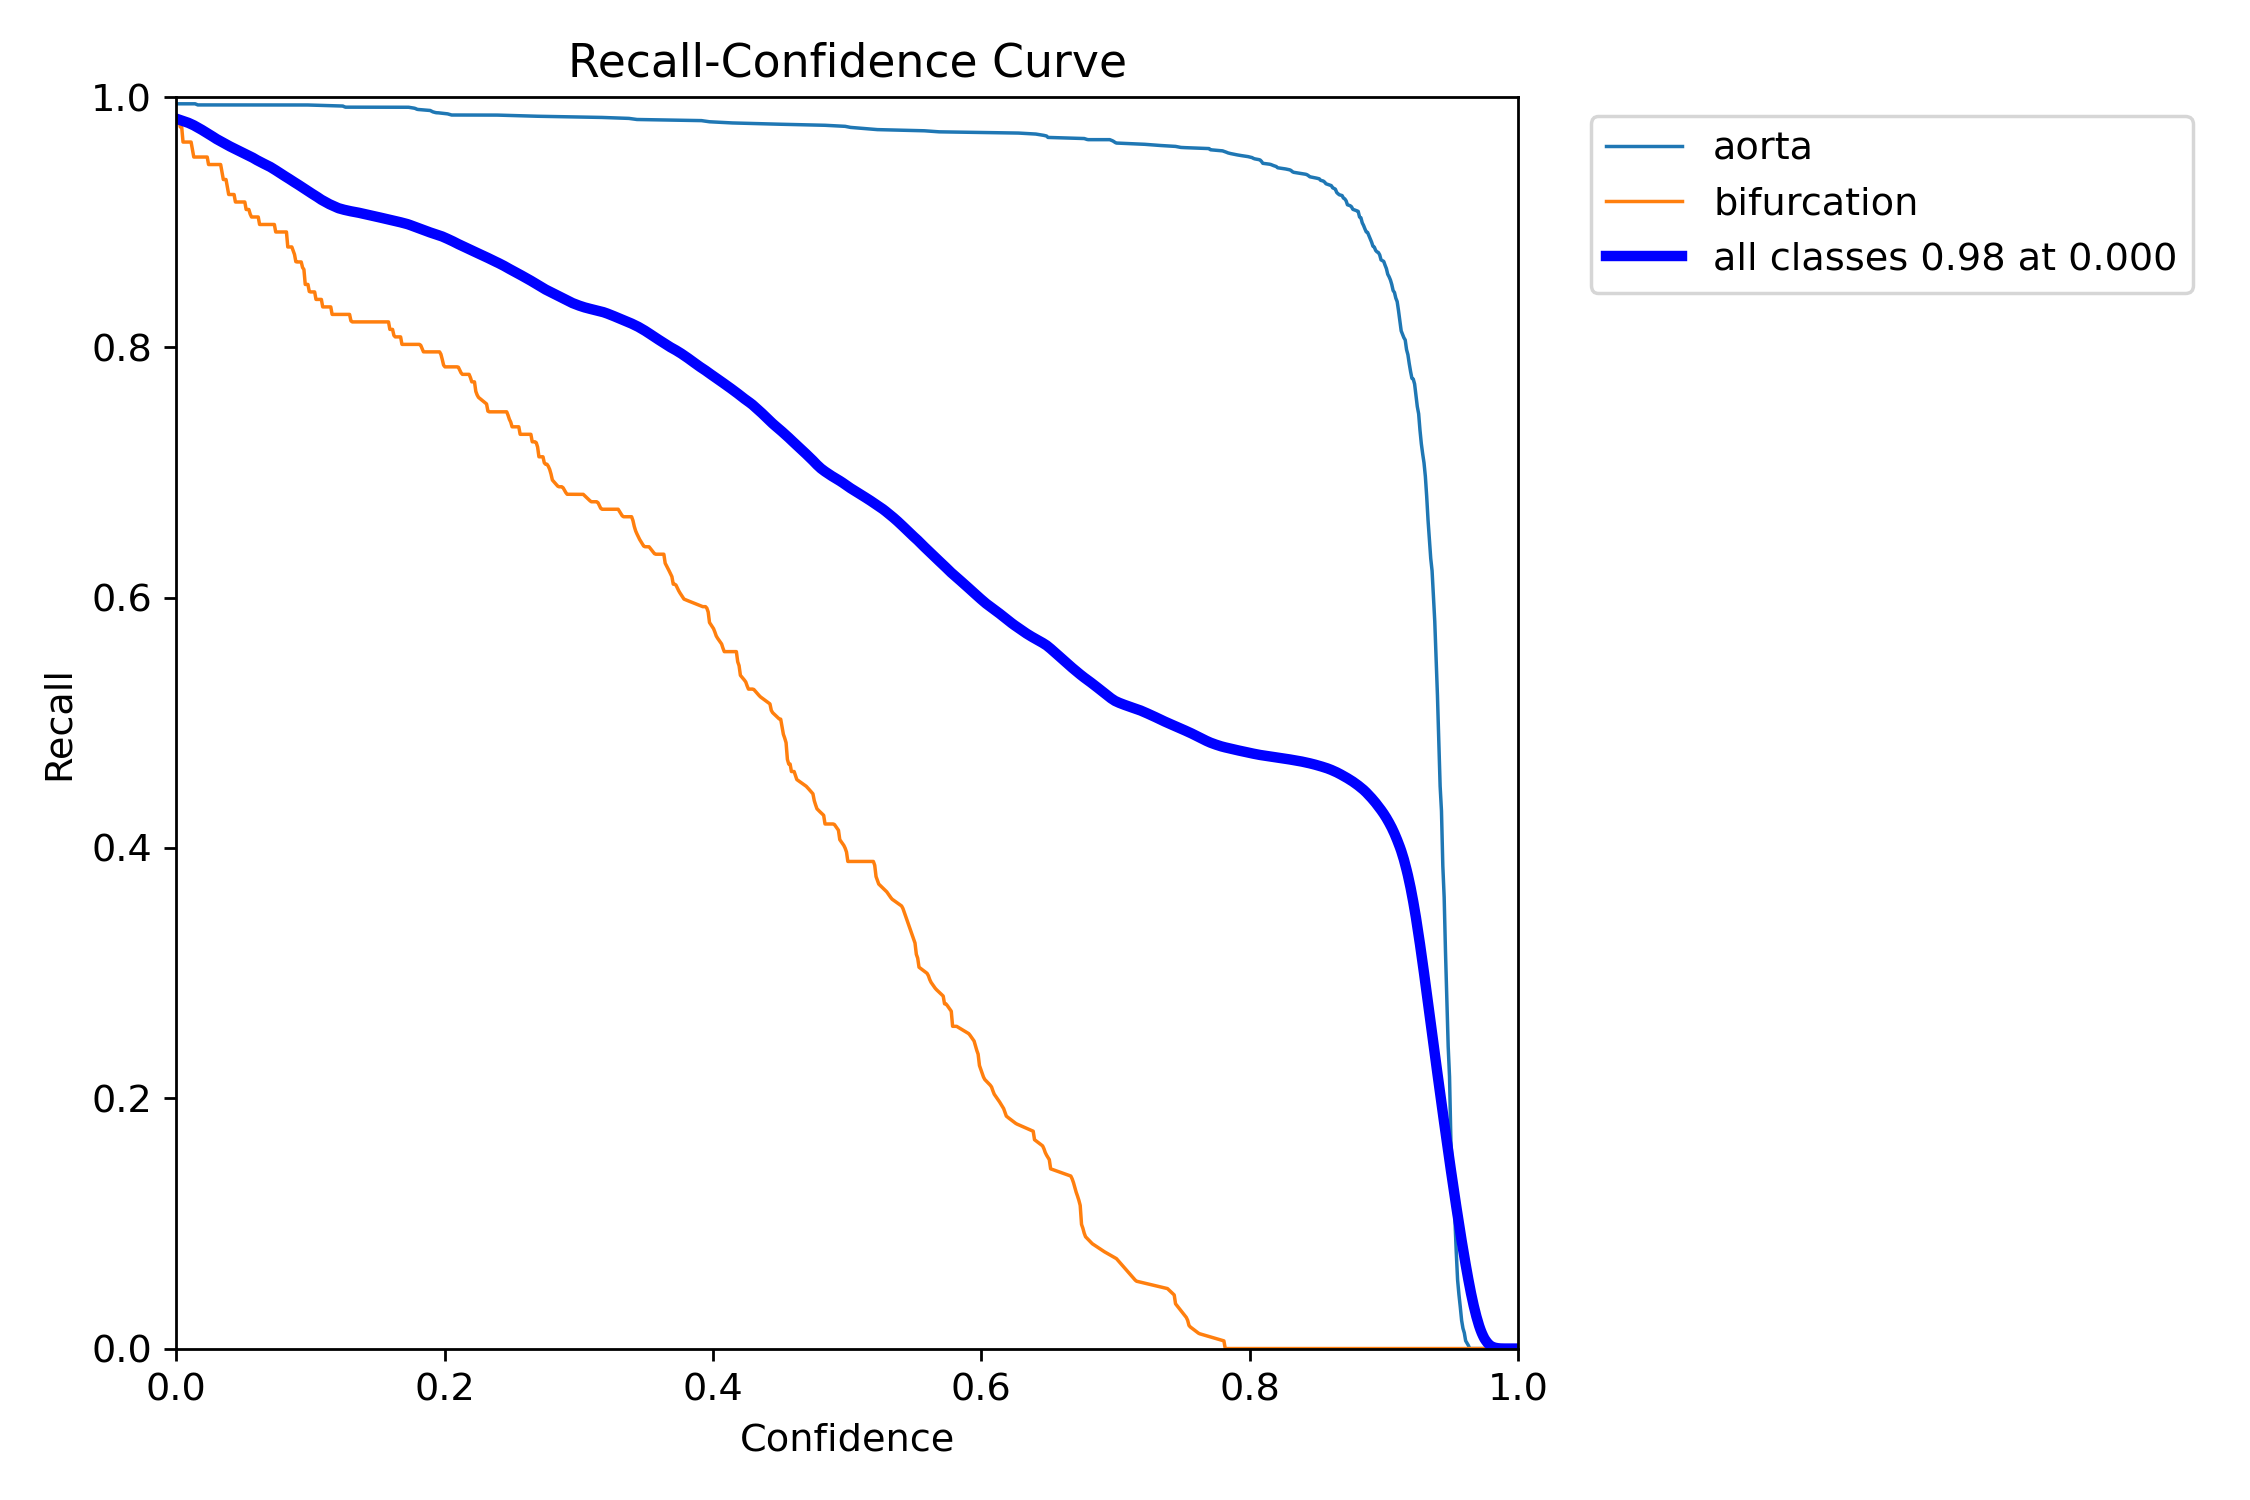 Recall-Confidence Curve
1.0
0.8
0.6
0.4
0.2
0.0
Recall
0.0 0.2 0.4 0.6 0.8 1.0
Confidence
aorta
bifurcation
all classes 0.98 at 0.000